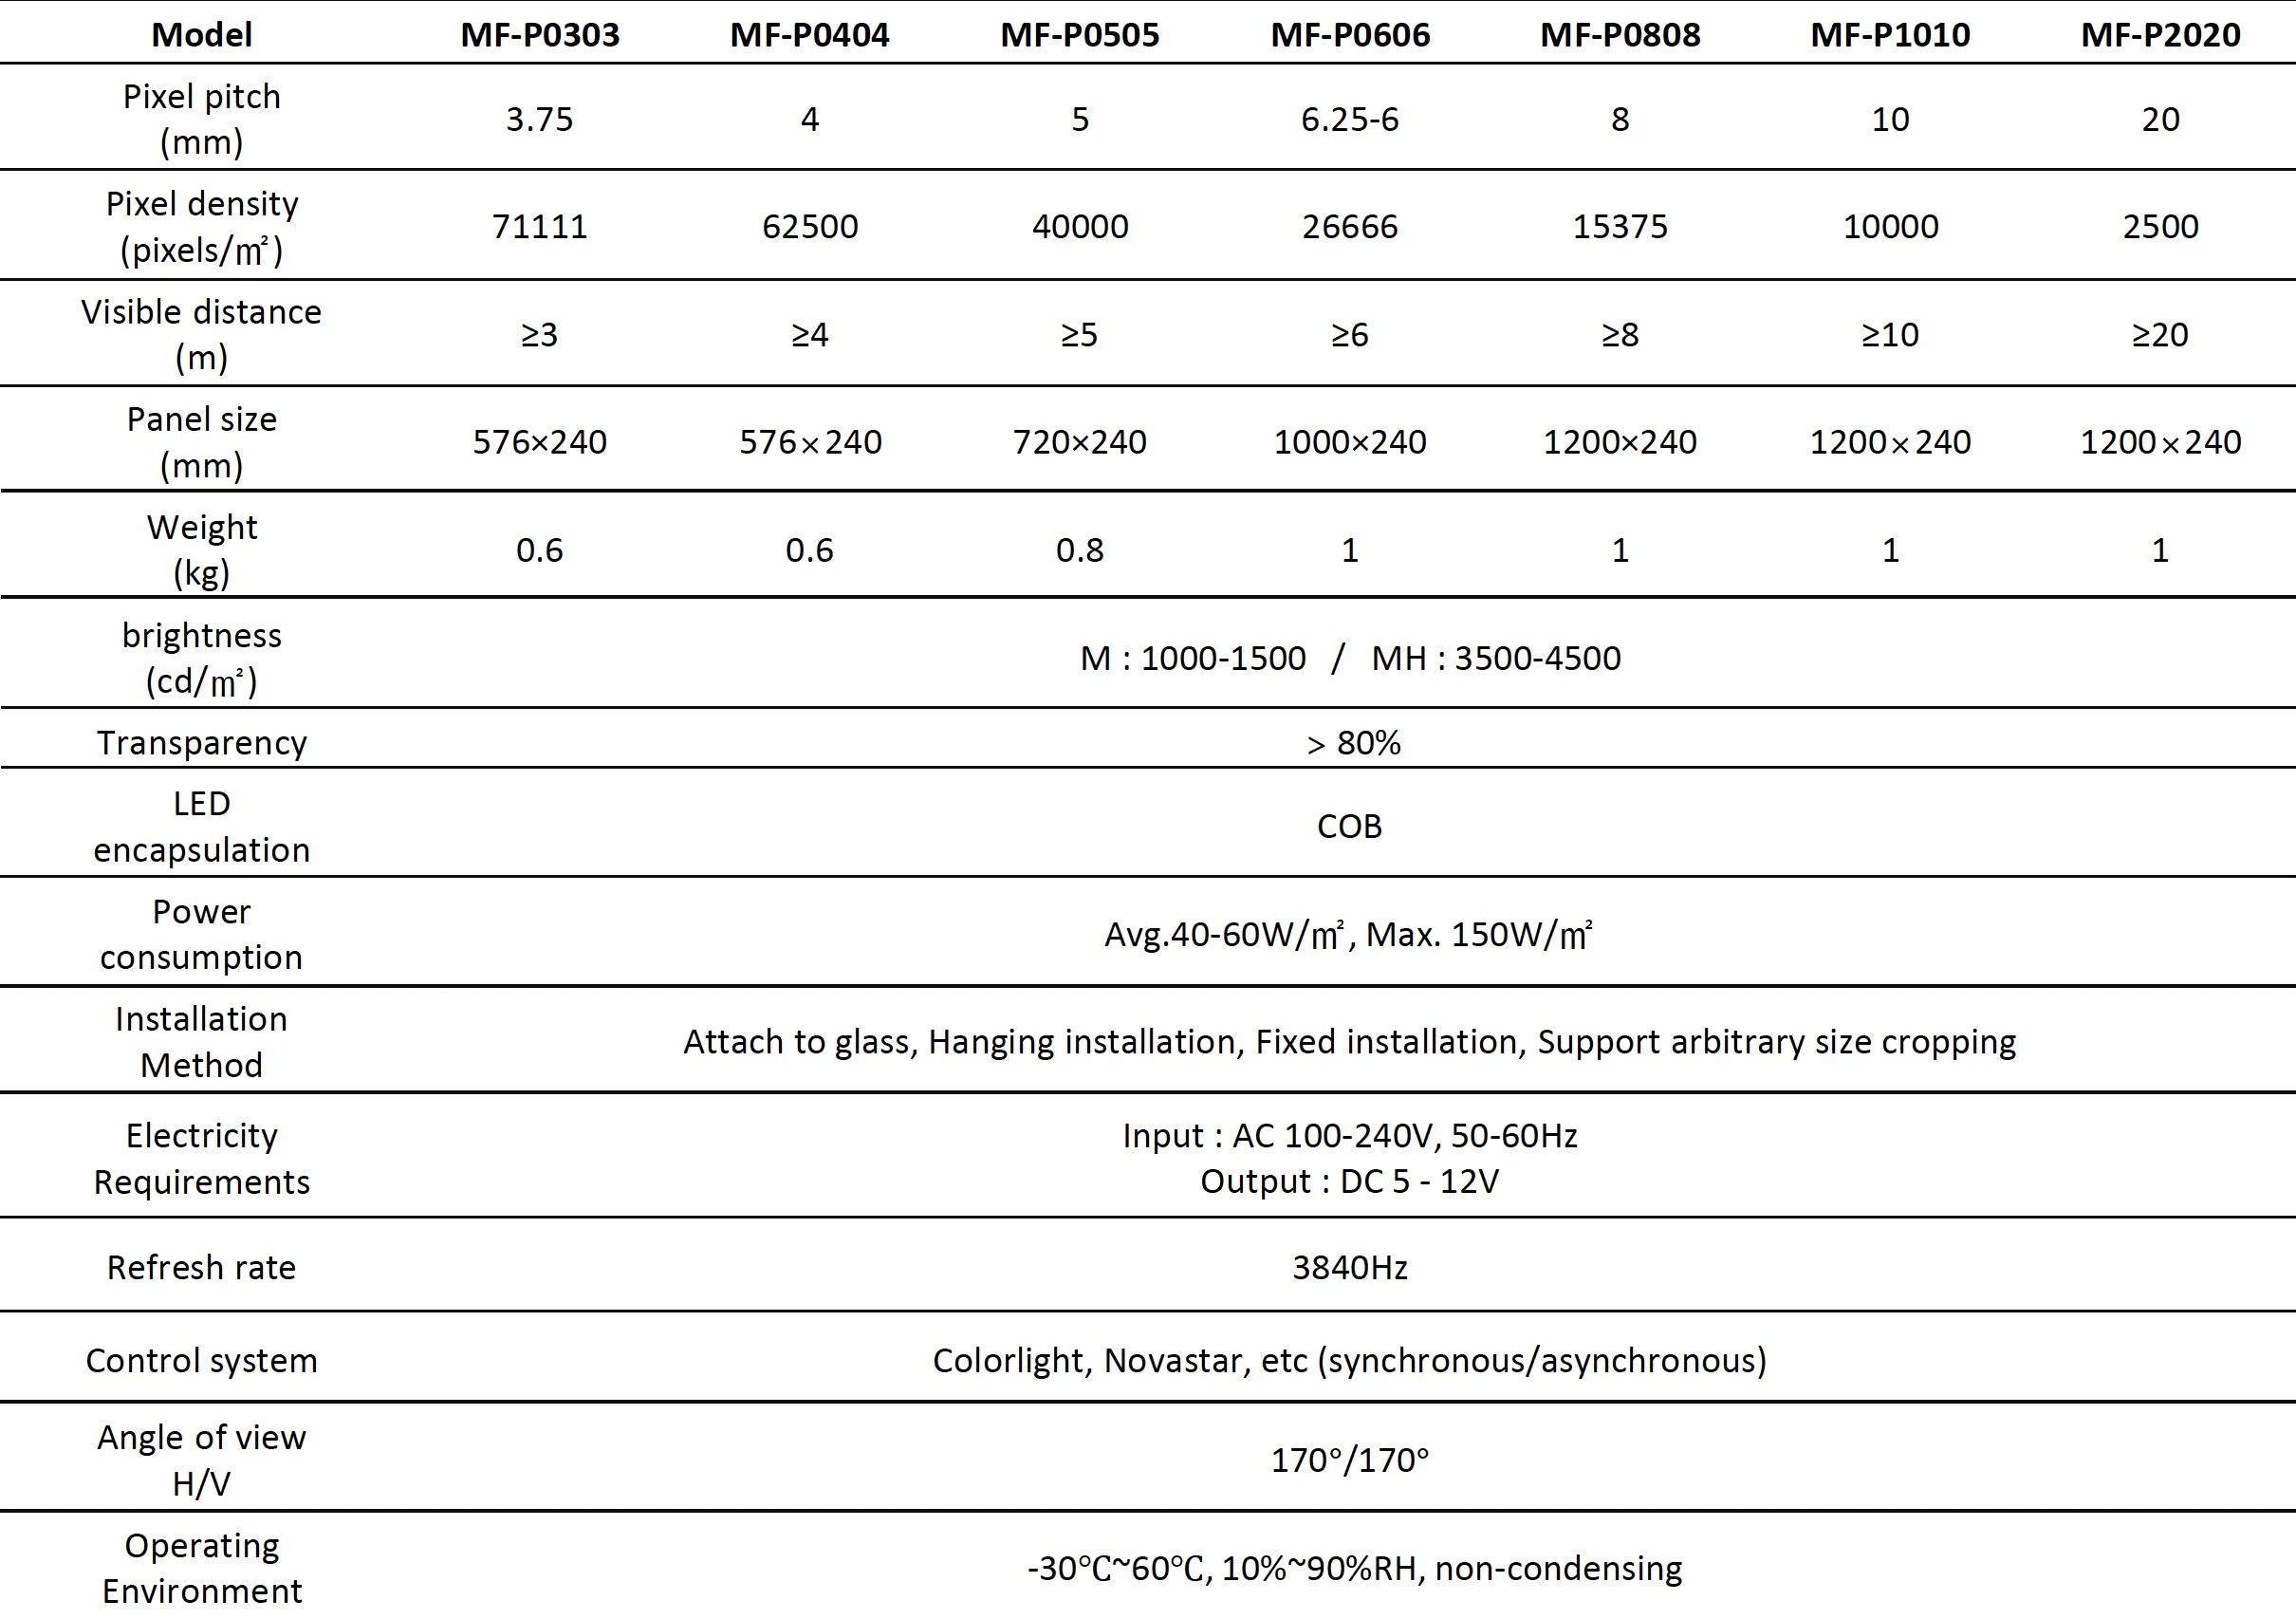 Model MF-P0303 MF-P0404 MF-P0505 MF-P0606 MF-P0808 MF-P1010 MF-P2020
Pixel pitch
(mm) 3.75 4 5 6.25-6 8 10 20
Pixel density
(pixels/㎡) 71111 62500 40000 26666 15375 10000 2500
Visible distance
(m) ≥3 ≥4 ≥5 ≥6 ≥8 ≥10 ≥20
Panel size
(mm) 576×240 576×240 720×240 1000×240 1200×240 1200×240 1200×240
Weight
(kg) 0.6 0.6 0.8 1 1 1 1
brightness
(cd/㎡) M : 1000-1500 / MH : 3500-4500
Transparency > 80%
LED
encapsulation COB
Power
consumption Avg.40-60W/㎡, Max. 150W/㎡
Installation
Method Attach to glass, Hanging installation, Fixed installation, Support arbitrary size cropping
Electricity
Requirements Input : AC 100-240V, 50-60Hz
Output : DC 5 - 12V
Refresh rate 3840Hz
Control system Colorlight, Novastar, etc (synchronous/asynchronous)
Angle of view
H/V 170°/170°
Operating
Environment -30℃~60℃, 10%~90%RH, non-condensing